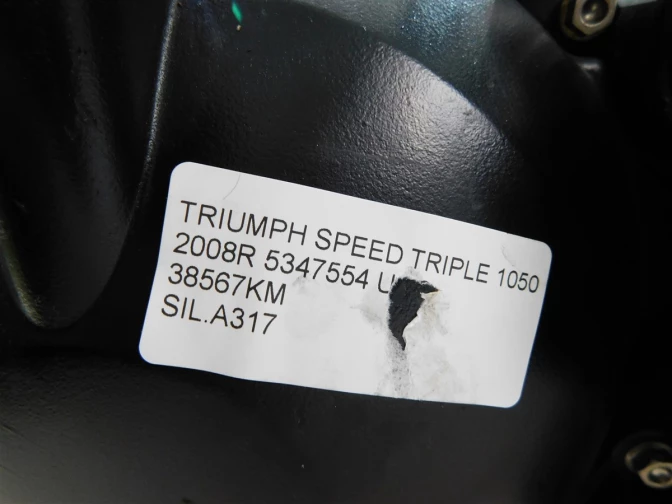 TRIUMPH SPEED TRIPLE 1050
2008R 5347554
38567KM
SIL.A317